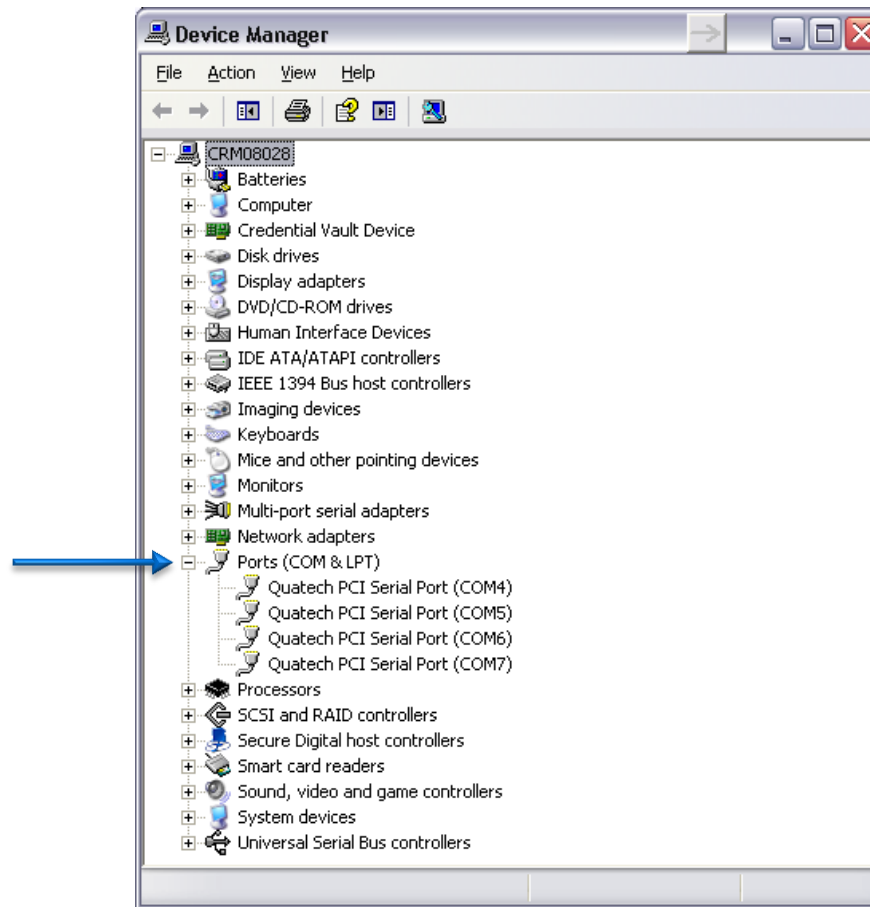 Device Manager
File Action View Help
CRM08028
Batteries
Computer
Credential Vault Device
Disk drives
Display adapters
DVD/CD-ROM drives
Human Interface Devices
IDE ATA/ATAPI controllers
IEEE 1394 Bus host controllers
Imaging devices
Keyboards
Mice and other pointing devices
Monitors
Multi-port serial adapters
Network adapters
Ports (COM & LPT)
Quatech PCI Serial Port (COM4)
Quatech PCI Serial Port (COM5)
Quatech PCI Serial Port (COM6)
Quatech PCI Serial Port (COM7)
Processors
SCSI and RAID controllers
Secure Digital host controllers
Smart card readers
Sound, video and game controllers
System devices
Universal Serial Bus controllers